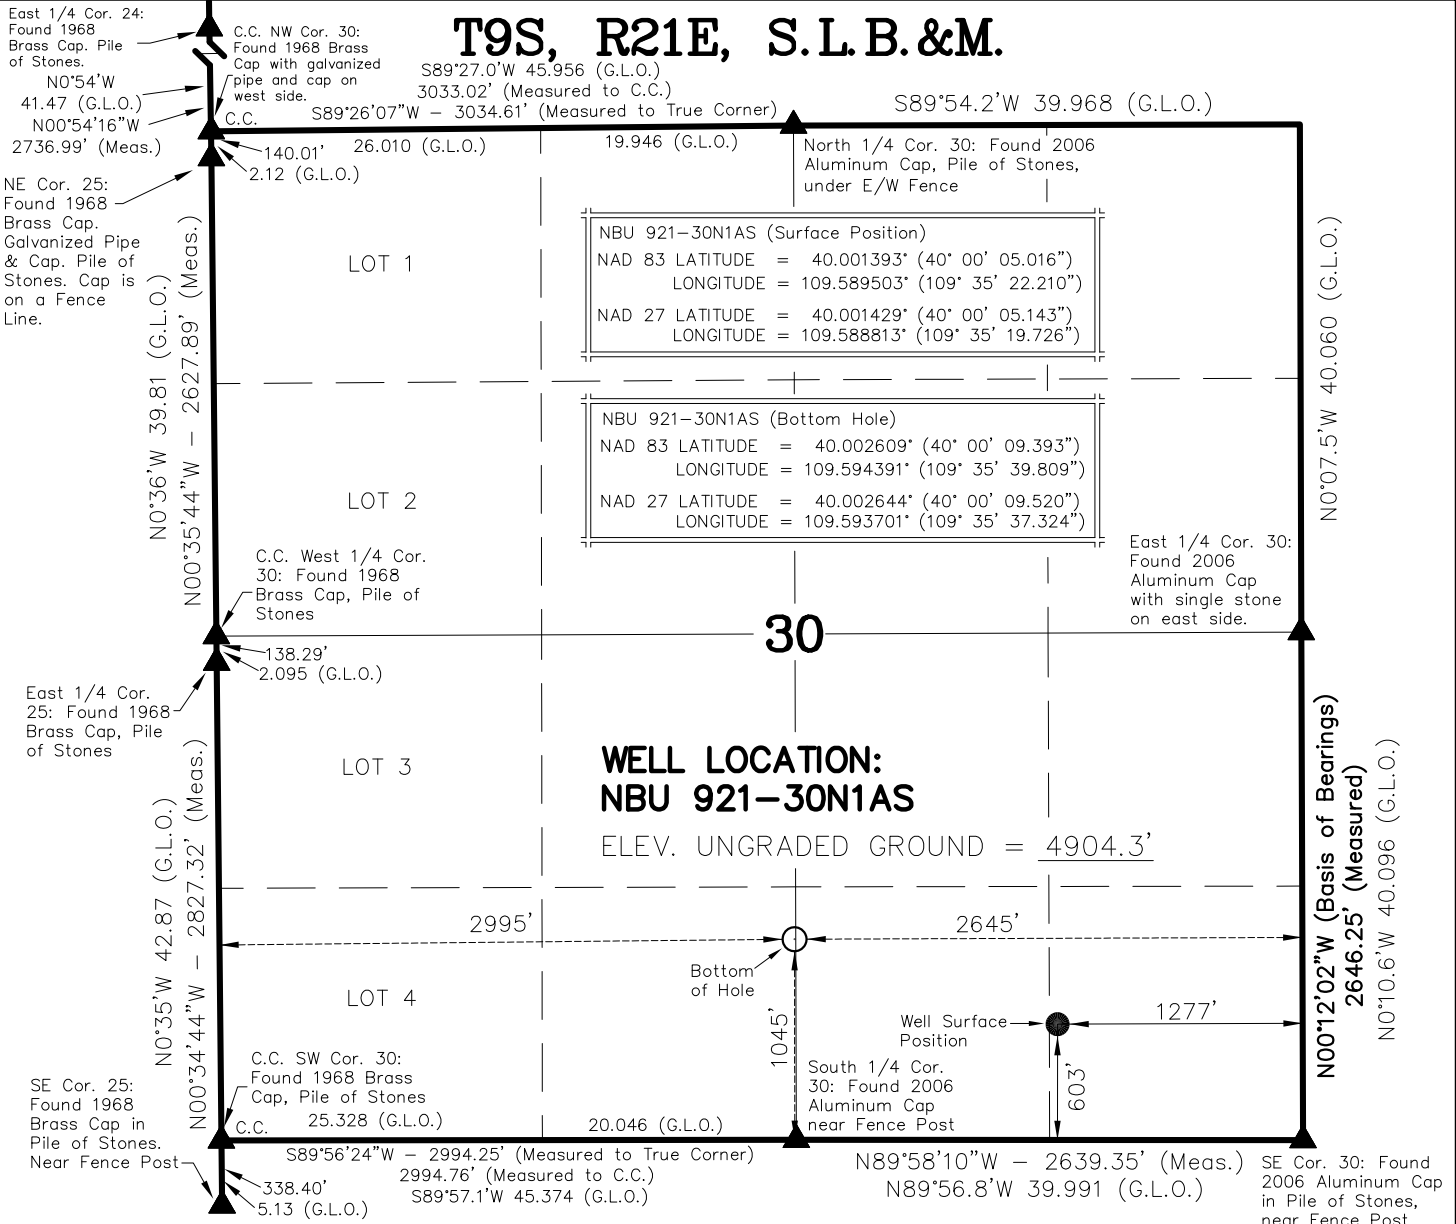 East 1/4 Cor. 24:
Found 1968
Brass Cap. Pile
of Stones.
N0°54'W
41.47 (G.L.O.)
N00°54'16"W
2736.99' (Meas.)
C.C. NW Cor. 30:
Found 1968 Brass
Cap with galvanized
pipe and cap on
west side.
C.C.
T9S, R21E, S.L.B.&M.
S89°27.0'W 45.956 (G.L.O.)
3033.02' (Measured to C.C.)
S89°26'07"W – 3034.61' (Measured to True Corner)
S89°54.2'W 39.968 (G.L.O.)
140.01'
2.12 (G.L.O.)
26.010 (G.L.O.)
19.946 (G.L.O.)
North 1/4 Cor. 30: Found 2006
Aluminum Cap, Pile of Stones,
under E/W Fence
NE Cor. 25:
Found 1968
Brass Cap.
Galvanized Pipe
& Cap. Pile of
Stones. Cap is
on a Fence
Line.
N0°36'W 39.81 (G.L.O.)
N00°35'44"W – 2627.89' (Meas.)
LOT 1
NBU 921–30N1AS (Surface Position)
NAD 83 LATITUDE = 40.001393° (40° 00' 05.016")
LONGITUDE = 109.589503° (109° 35' 22.210")
NAD 27 LATITUDE = 40.001429° (40° 00' 05.143")
LONGITUDE = 109.588813° (109° 35' 19.726")
N0°07.5'W 40.060 (G.L.O.)
LOT 2
NBU 921–30N1AS (Bottom Hole)
NAD 83 LATITUDE = 40.002609° (40° 00' 09.393")
LONGITUDE = 109.594391° (109° 35' 39.809")
NAD 27 LATITUDE = 40.002644° (40° 00' 09.520")
LONGITUDE = 109.593701° (109° 35' 37.324")
C.C. West 1/4 Cor.
30: Found 1968
Brass Cap, Pile of
Stones
East 1/4 Cor. 30:
Found 2006
Aluminum Cap
with single stone
on east side.
30
138.29'
2.095 (G.L.O.)
East 1/4 Cor.
25: Found 1968
Brass Cap, Pile
of Stones
N0°35'W 42.87 (G.L.O.)
N00°34'44"W – 2827.32' (Meas.)
LOT 3
WELL LOCATION:
NBU 921–30N1AS
ELEV. UNGRADED GROUND = 4904.3'
N00°12'02"W (Basis of Bearings)
2646.25' (Measured)
N0°10.6'W 40.096 (G.L.O.)
2995'
2645'
Bottom
of Hole
LOT 4
1045'
Well Surface
Position
1277'
603'
C.C. SW Cor. 30:
Found 1968 Brass
Cap, Pile of Stones
South 1/4 Cor.
30: Found 2006
Aluminum Cap
near Fence Post
SE Cor. 25:
Found 1968
Brass Cap in
Pile of Stones.
Near Fence Post
C.C.
25.328 (G.L.O.)
20.046 (G.L.O.)
S89°56'24"W – 2994.25' (Measured to True Corner)
2994.76' (Measured to C.C.)
S89°57.1'W 45.374 (G.L.O.)
338.40'
5.13 (G.L.O.)
N89°58'10"W – 2639.35' (Meas.)
N89°56.8'W 39.991 (G.L.O.)
SE Cor. 30: Found
2006 Aluminum Cap
in Pile of Stones,
near Fence Post